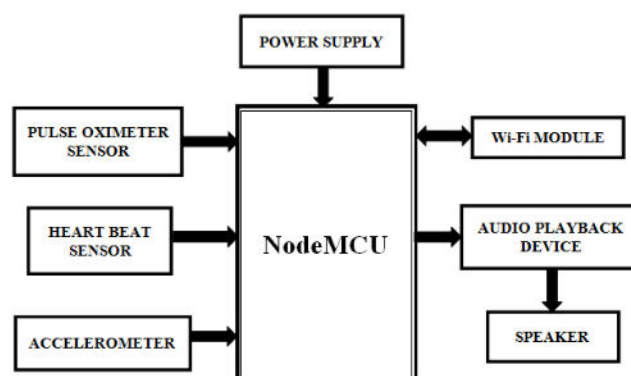 POWER SUPPLY
PULSE OXIMETER
SENSOR
Wi-Fi MODULE
HEART BEAT
SENSOR
NodeMCU
AUDIO PLAYBACK
DEVICE
ACCELEROMETER
SPEAKER